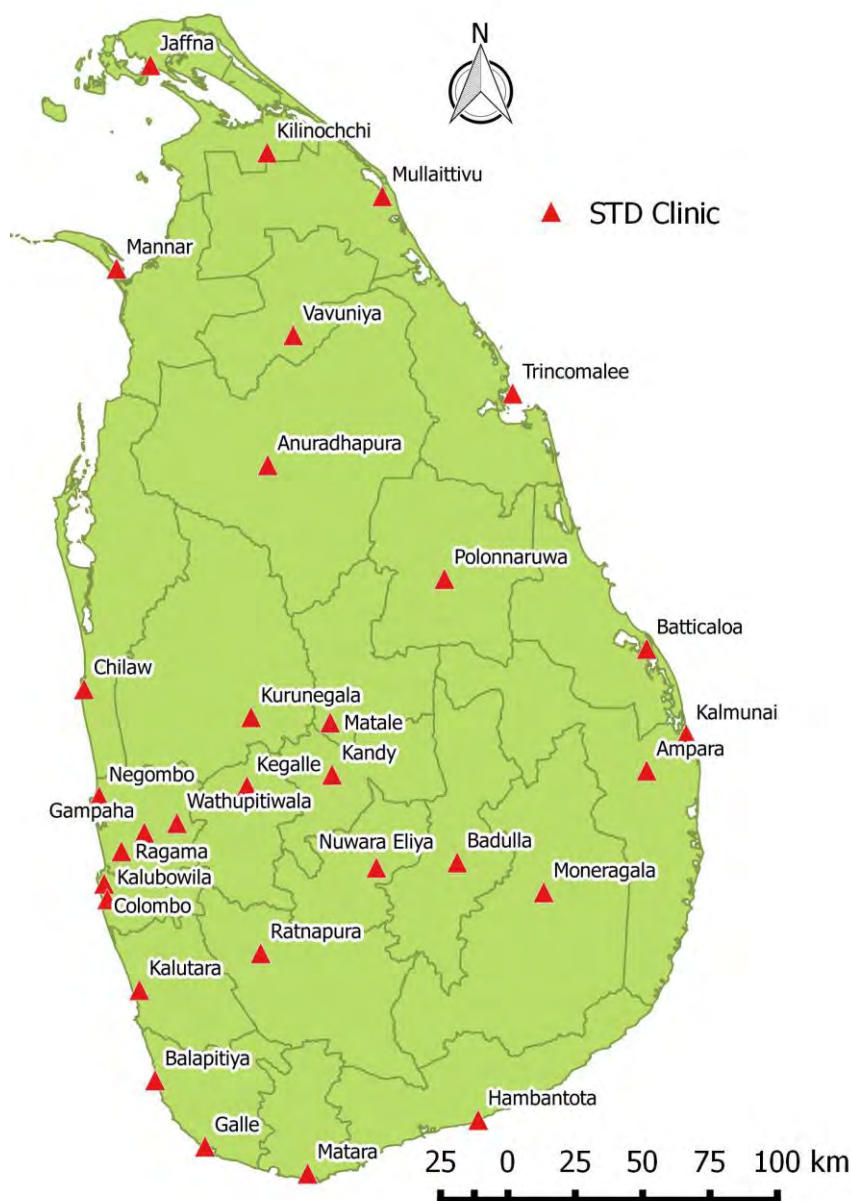 Jaffna
N
Kilinochchi
Mullaittivu
STD Clinic
Mannar
Vavuniya
Trincomalee
Anuradhapura
Polonnaruwa
Batticaloa
Chilaw
Kurunegala
Kalmunai
Matale
Ampara
Kandy
Kegalle
Negombo
Wathupitiwala
Gampaha
Nuwara Eliya
Badulla
Ragama
Moneragala
Kalubowila
Colombo
Ratnapura
Kalutara
Balapitiya
Hambantota
Galle
Matara
25 0 25 50 75 100 km